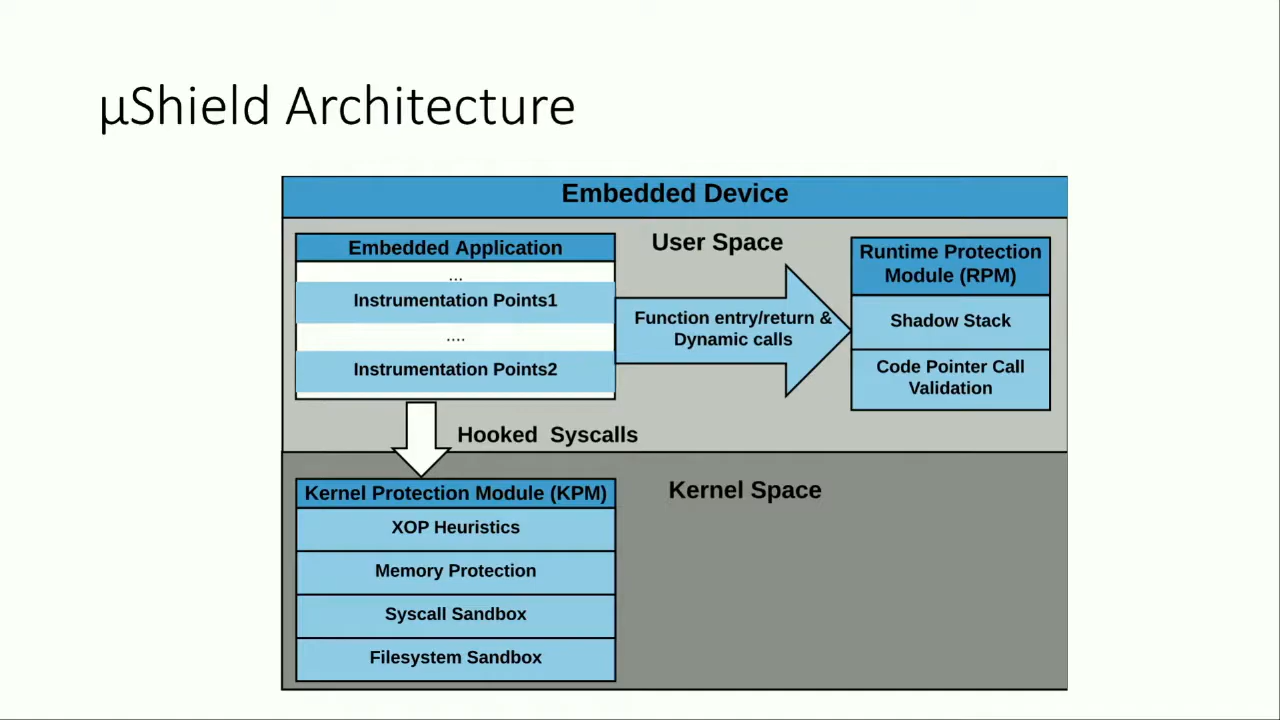 µShield Architecture
Embedded Device
User Space
Embedded Application
...
Instrumentation Points1
....
Instrumentation Points2
Function entry/return &
Dynamic calls
Runtime Protection
Module (RPM)
Shadow Stack
Code Pointer Call
Validation
Hooked  Syscalls
Kernel Space
Kernel Protection Module (KPM)
XOP Heuristics
Memory Protection
Syscall Sandbox
Filesystem Sandbox